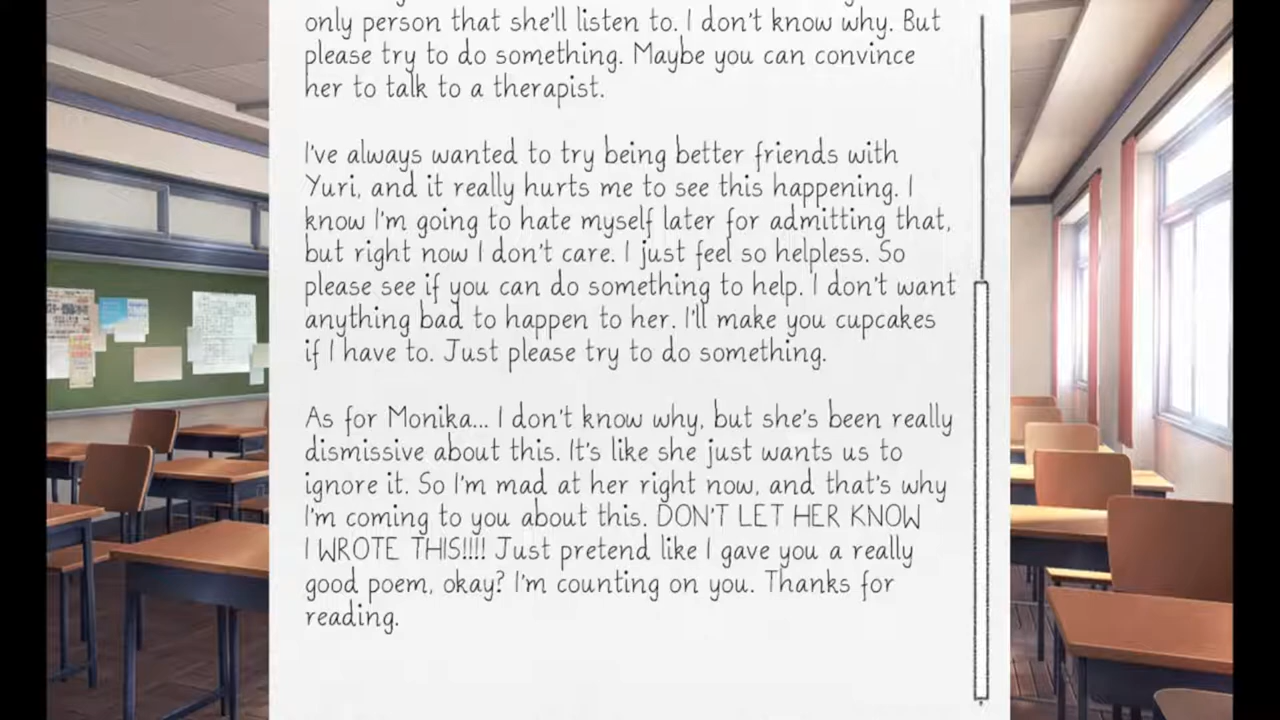 only person that she'll listen to. I don't know why. But
please try to do something. Maybe you can convince
her to talk to a therapist.
I've always wanted to try being better friends with
Yuri, and it really hurts me to see this happening. I
know I'm going to hate myself later for admitting that,
but right now I don't care. I just feel so helpless. So
please see if you can do something to help. I don't want
anything bad to happen to her. I'll make you cupcakes
if I have to. Just please try to do something.
As for Monika... I don't know why, but she's been really
dismissive about this. It's like she just wants us to
ignore it. So I'm mad at her right now, and that's why
I'm coming to you about this. DON'T LET HER KNOW
I WROTE THIS!!!! Just pretend like I gave you a really
good poem, okay? I'm counting on you. Thanks for
reading.